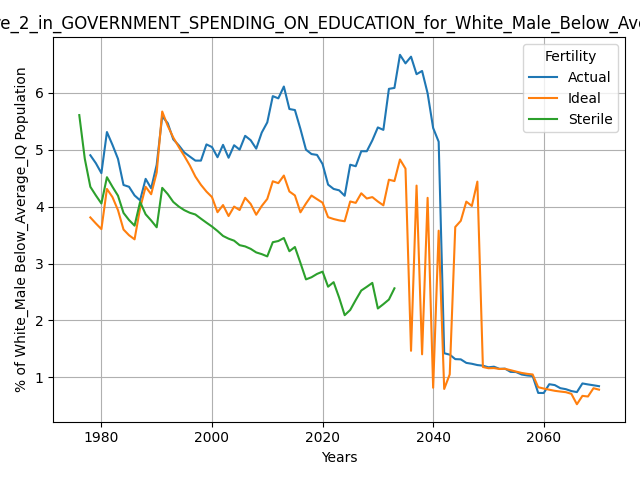 re_2_in_GOVERNMENT_SPENDING_ON_EDUCATION_for_White_Male_Below_Ave
Fertility
Actual
Ideal
Sterile
% of White_Male Below_Average_IQ Population
6
5
4
3
2
1
1980 2000 2020 2040 2060
Years